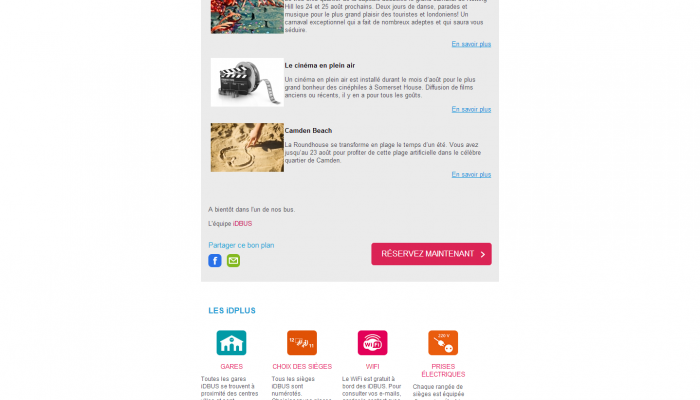 Hill les 24 et 25 août prochains. Deux jours de danse, parades et
musique pour le plus grand plaisir des touristes et londoniens! Un
carnaval exceptionnel qui a fait de nombreux adeptes et qui saura vous
séduire.
En savoir plus
Le cinéma en plein air
Un cinéma en plein air est installé durant le mois d'août pour le plus
grand bonheur des cinéphiles à Somerset House. Diffusion de films
anciens ou récents, il y en a pour tous les goûts.
En savoir plus
Camden Beach
La Roundhouse se transforme en plage le temps d'un été. Vous avez
jusqu'au 23 août pour profiter de cette plage artificielle dans le célèbre
quartier de Camden.
En savoir plus
A bientôt dans l'un de nos bus.
L'équipe iDBUS
Partager ce bon plan
RÉSERVEZ MAINTENANT
LES iDPLUS
12 11
WiFi
220 V
GARES
CHOIX DES SIÈGES
WIFI
PRISES
ÉLECTRIQUES
Toutes les gares
iDBUS se trouvent à
proximité des centres
Tous les sièges
iDBUS sont
numérotés.
Le WiFi est gratuit à
bord des iDBUS. Pour
consulter vos e-mails,
Chaque rangée de
sièges est équipée